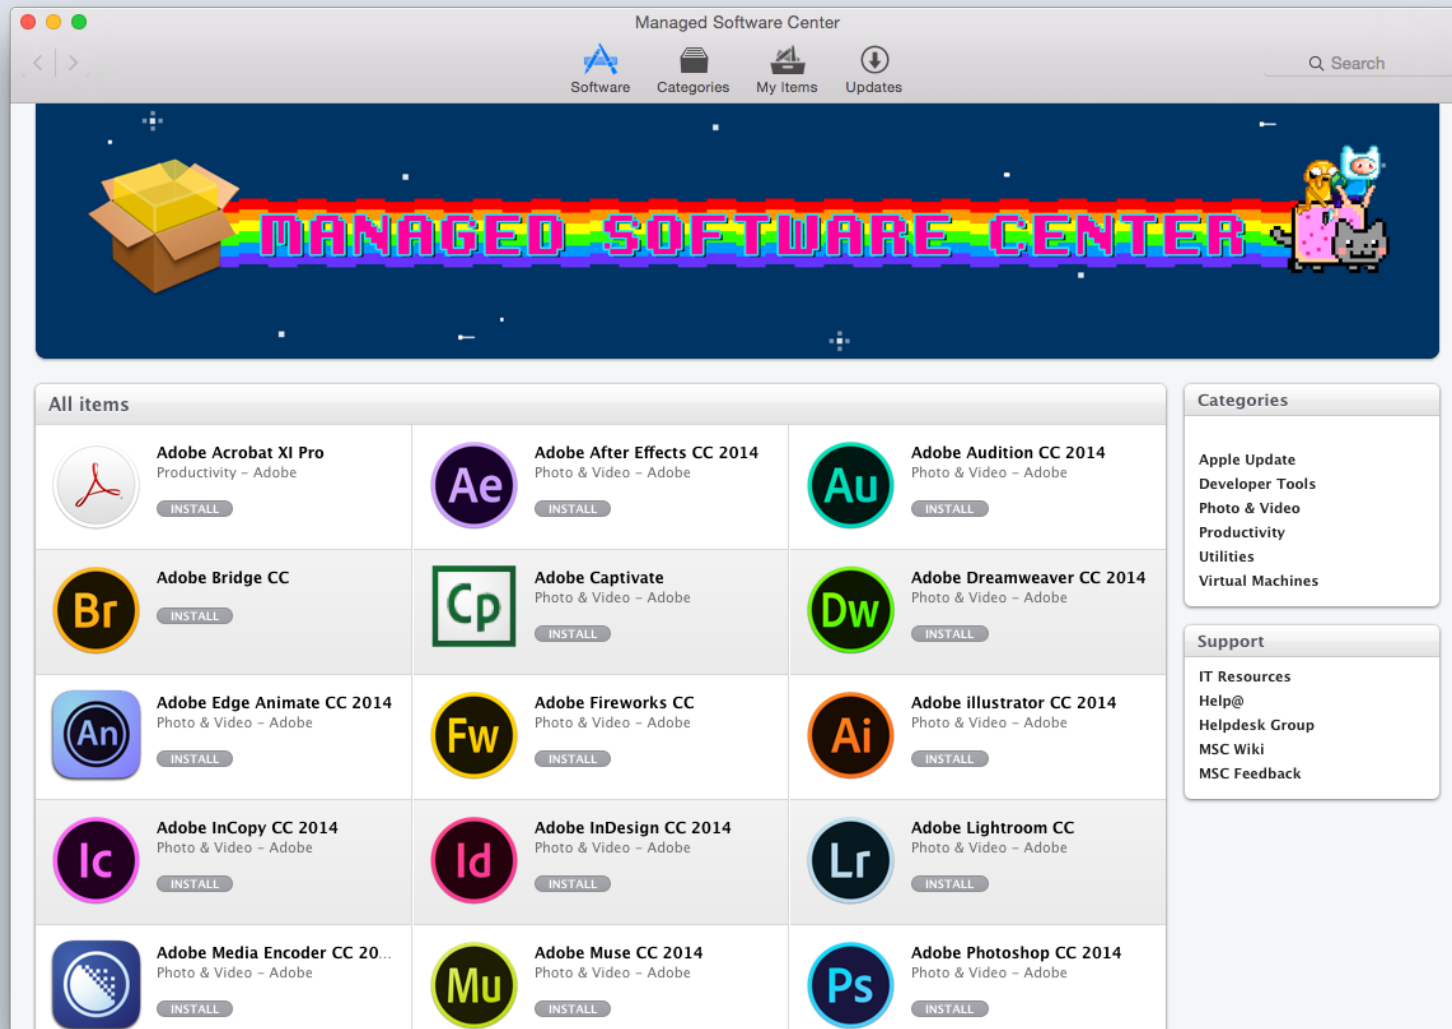 Managed Software Center
Software Categories My Items Updates
Search
MANAGED SOFTWARE CENTER
All items
Adobe Acrobat XI Pro
Productivity – Adobe
INSTALL
Ae
Adobe After Effects CC 2014
Photo & Video – Adobe
INSTALL
Au
Adobe Audition CC 2014
Photo & Video – Adobe
INSTALL
Br
Adobe Bridge CC
INSTALL
Cp
Adobe Captivate
Photo & Video – Adobe
INSTALL
Dw
Adobe Dreamweaver CC 2014
Photo & Video – Adobe
INSTALL
An
Adobe Edge Animate CC 2014
Photo & Video – Adobe
INSTALL
Fw
Adobe Fireworks CC
Photo & Video – Adobe
INSTALL
Ai
Adobe illustrator CC 2014
Photo & Video – Adobe
INSTALL
Ic
Adobe InCopy CC 2014
Photo & Video – Adobe
INSTALL
Id
Adobe InDesign CC 2014
Photo & Video – Adobe
INSTALL
Lr
Adobe Lightroom CC
Photo & Video – Adobe
INSTALL
Adobe Media Encoder CC 20...
Photo & Video – Adobe
INSTALL
Mu
Adobe Muse CC 2014
Photo & Video – Adobe
INSTALL
Ps
Adobe Photoshop CC 2014
Photo & Video – Adobe
INSTALL
Categories
Apple Update
Developer Tools
Photo & Video
Productivity
Utilities
Virtual Machines
Support
IT Resources
Help@
Helpdesk Group
MSC Wiki
MSC Feedback